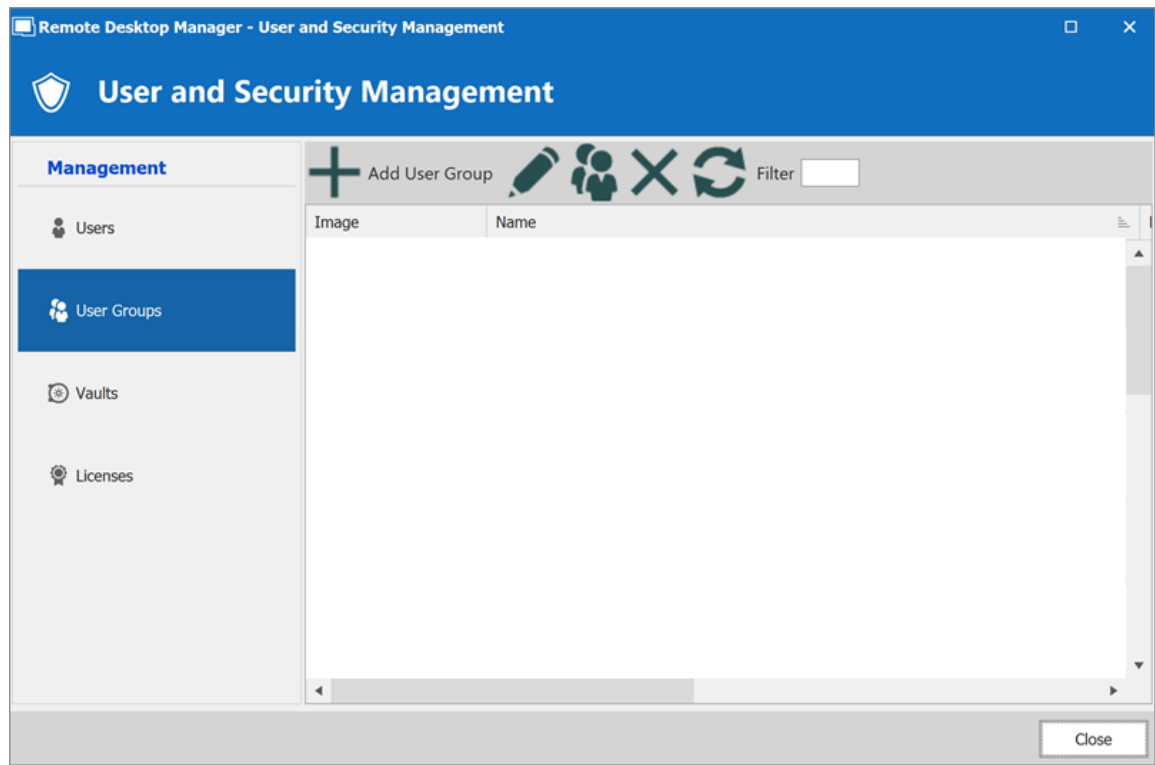 Remote Desktop Manager - User and Security Management
User and Security Management
Management
Add User Group
Filter
Image
Name
Users
User Groups
Vaults
Licenses
Close